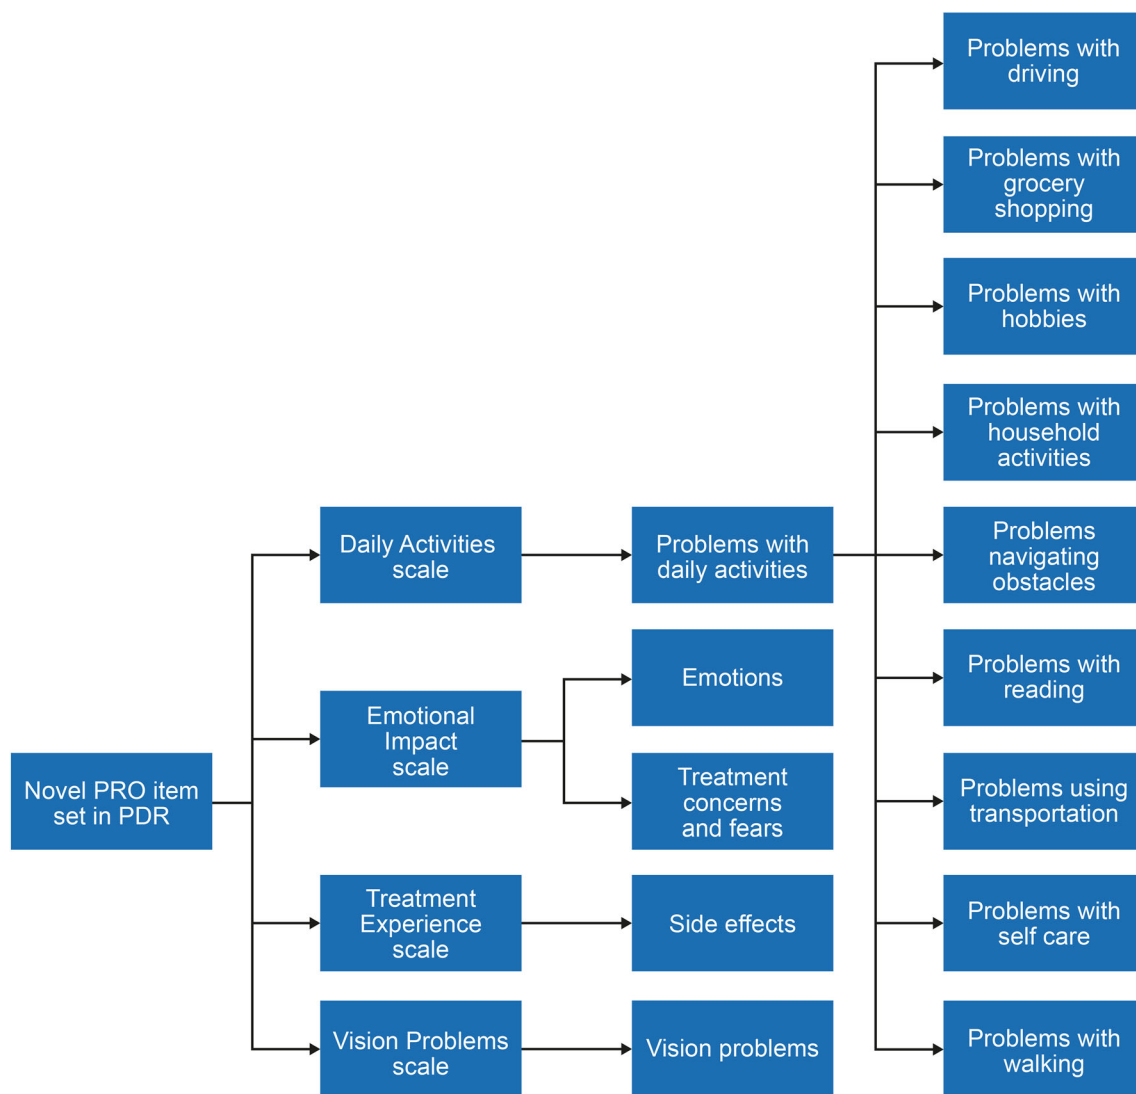 Novel PRO item
set in PDR
Daily Activities
scale
Emotional
Impact
scale
Treatment
Experience
scale
Vision Problems
scale
Problems with
daily activities
Emotions
Treatment
concerns
and fears
Side effects
Vision problems
Problems with
driving
Problems with
grocery
shopping
Problems with
hobbies
Problems with
household
activities
Problems
navigating
obstacles
Problems with
reading
Problems using
transportation
Problems with
self care
Problems with
walking